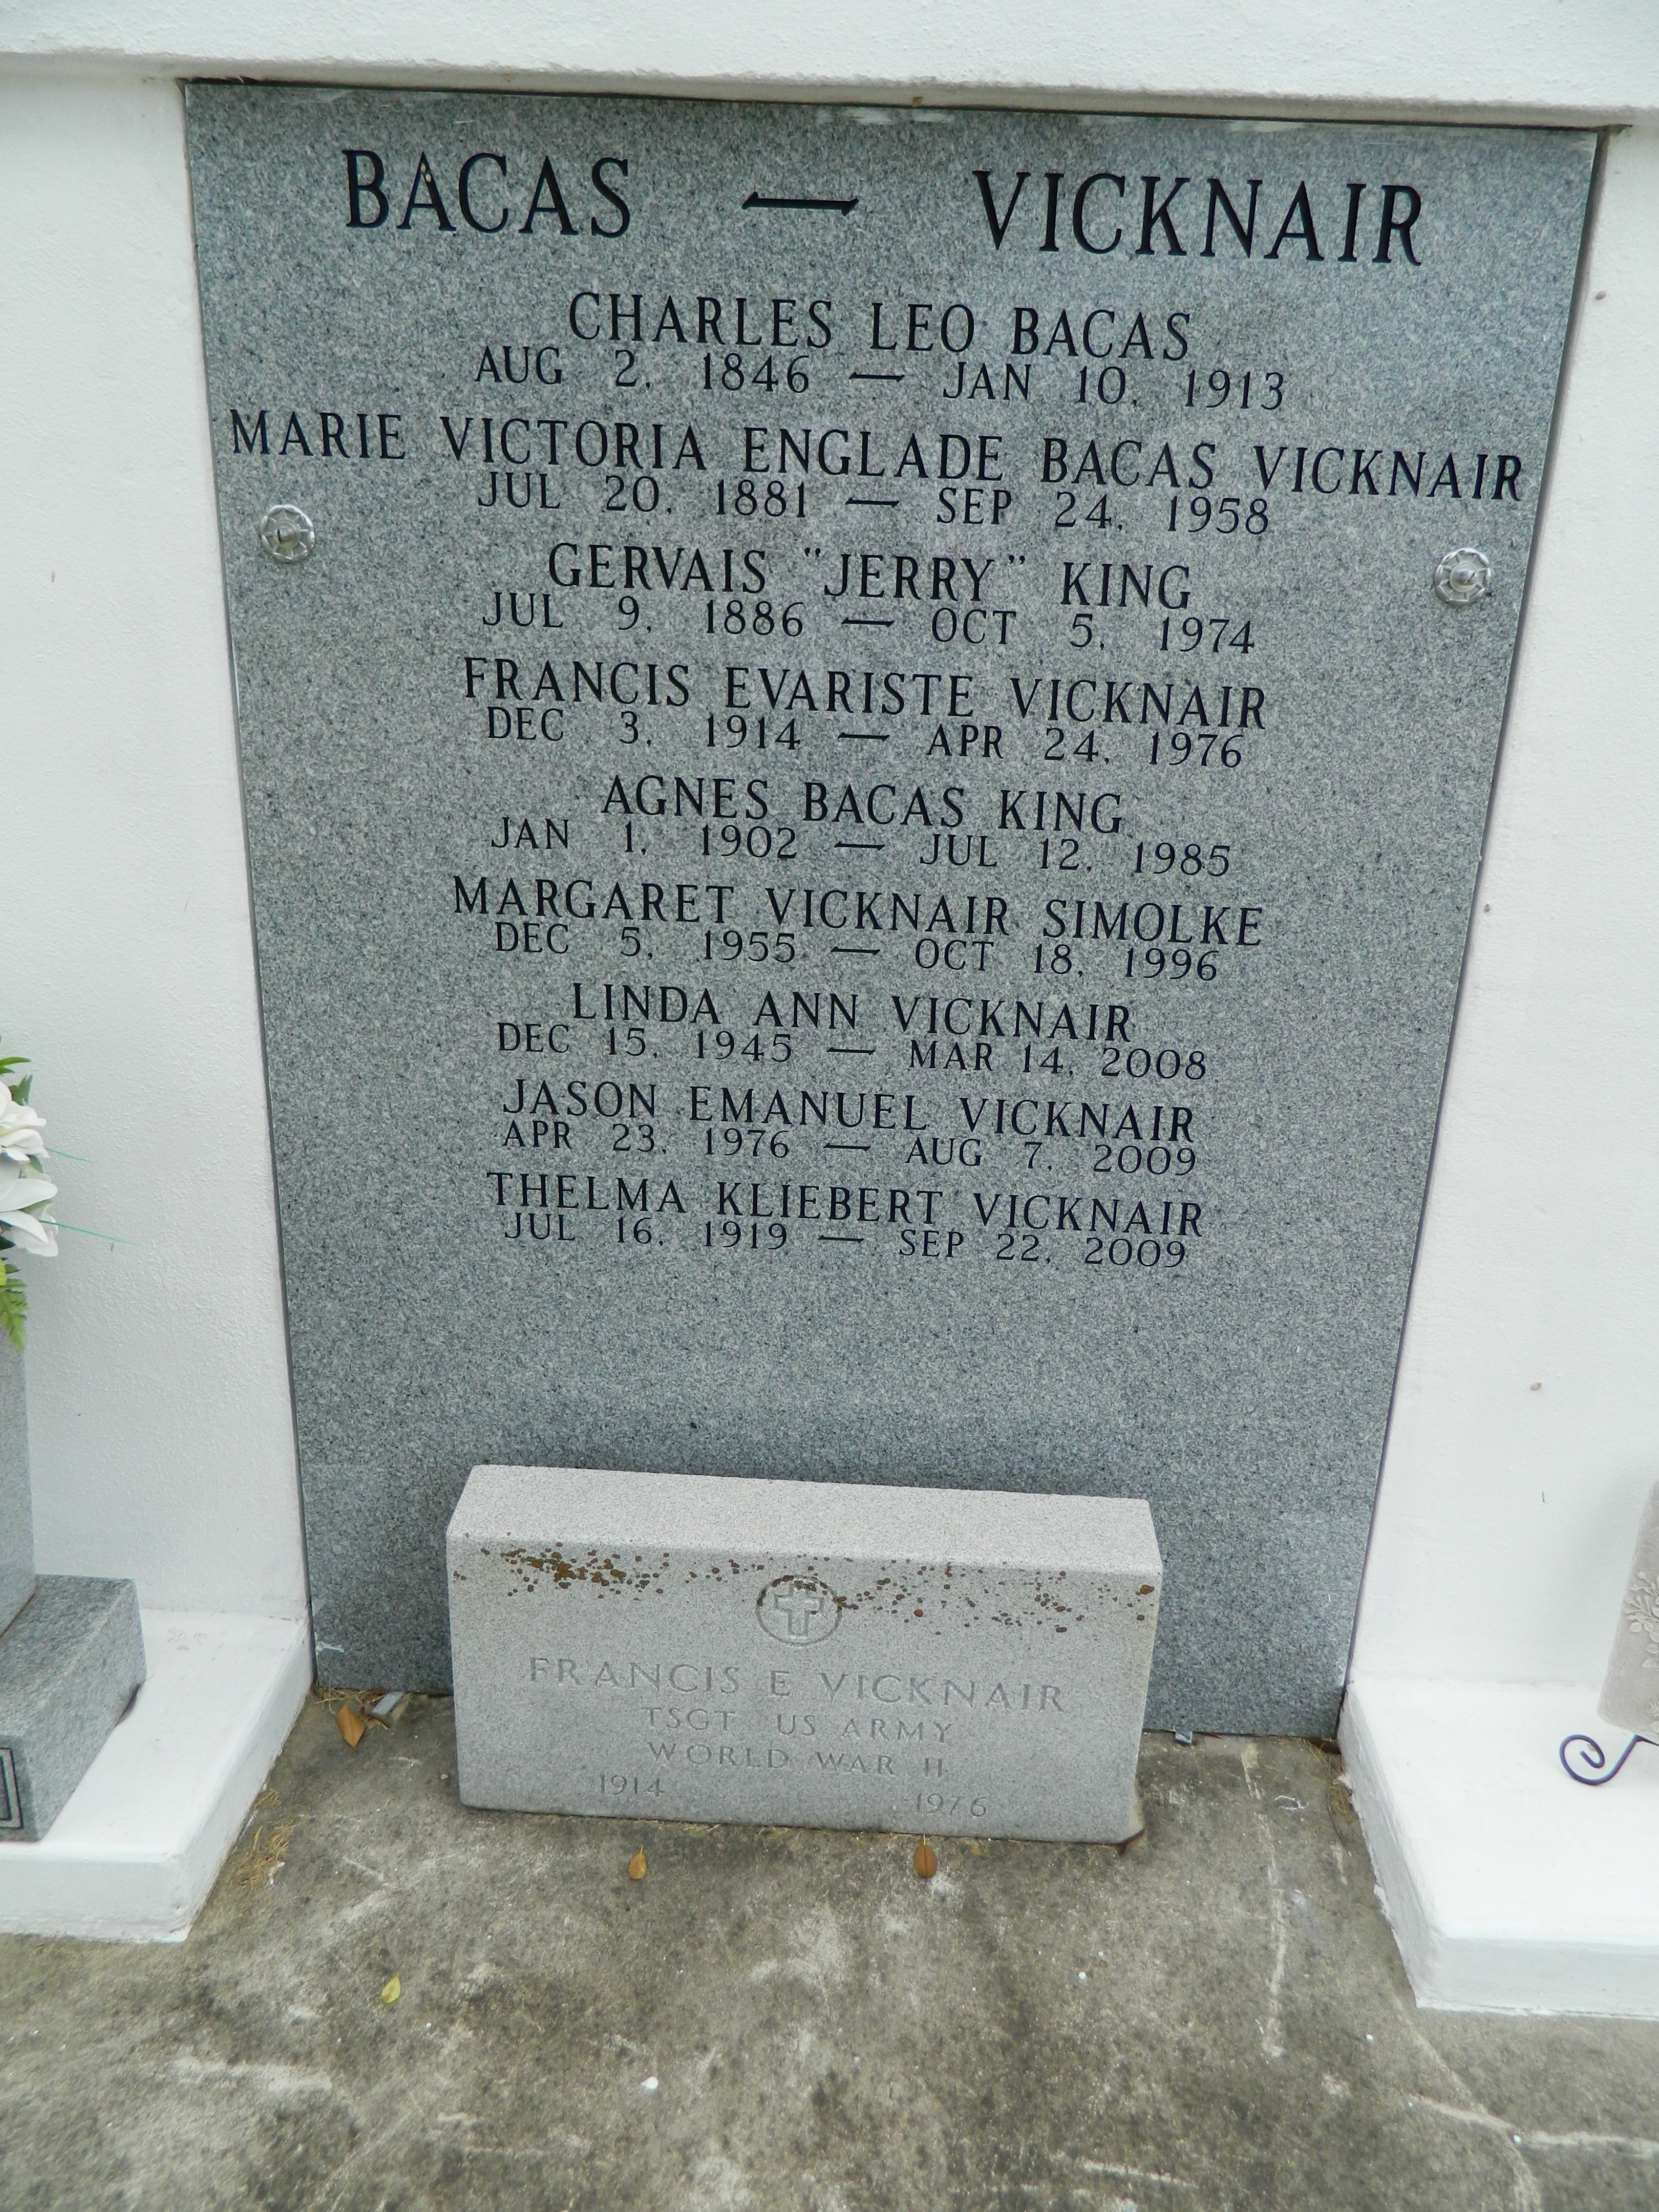 BACAS — VICKNAIR
CHARLES LEO BACAS
AUG 2, 1846 — JAN 10, 1913
MARIE VICTORIA ENGLADE BACAS VICKNAIR
JUL 20, 1881 — SEP 24, 1958
GERVAIS "JERRY" KING
JUL 9, 1886 — OCT 5, 1974
FRANCIS EVARISTE VICKNAIR
DEC 3, 1914 — APR 24, 1976
AGNES BACAS KING
JAN 1, 1902 — JUL 12, 1985
MARGARET VICKNAIR SIMOLKE
DEC 5, 1955 — OCT 18, 1996
LINDA ANN VICKNAIR
DEC 15, 1945 — MAR 14, 2008
JASON EMANUEL VICKNAIR
APR 23, 1976 — AUG 7, 2009
THELMA KLIEBERT VICKNAIR
JUL 16, 1919 — SEP 22, 2009
FRANCIS E VICKNAIR
TSGT US ARMY
WORLD WAR II
1914 1976